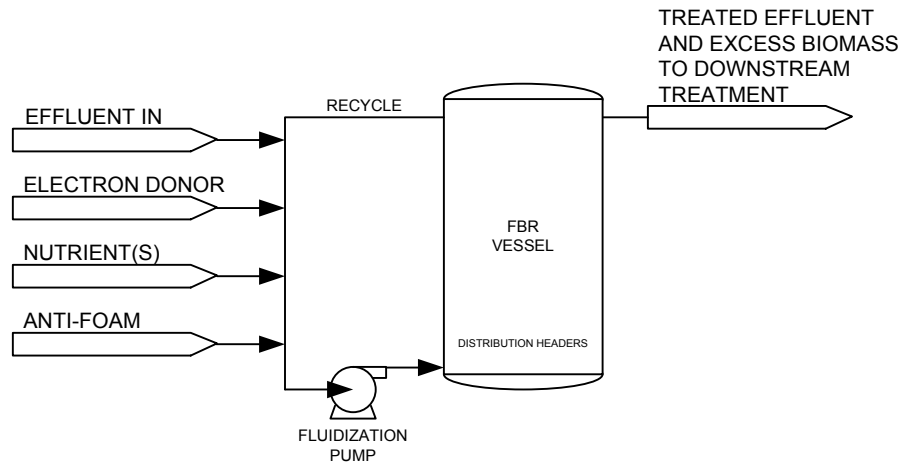 TREATED EFFLUENT
AND EXCESS BIOMASS
TO DOWNSTREAM
TREATMENT
RECYCLE
EFFLUENT IN
ELECTRON DONOR
NUTRIENT(S)
ANTI-FOAM
FBR
VESSEL
DISTRIBUTION HEADERS
FLUIDIZATION
PUMP